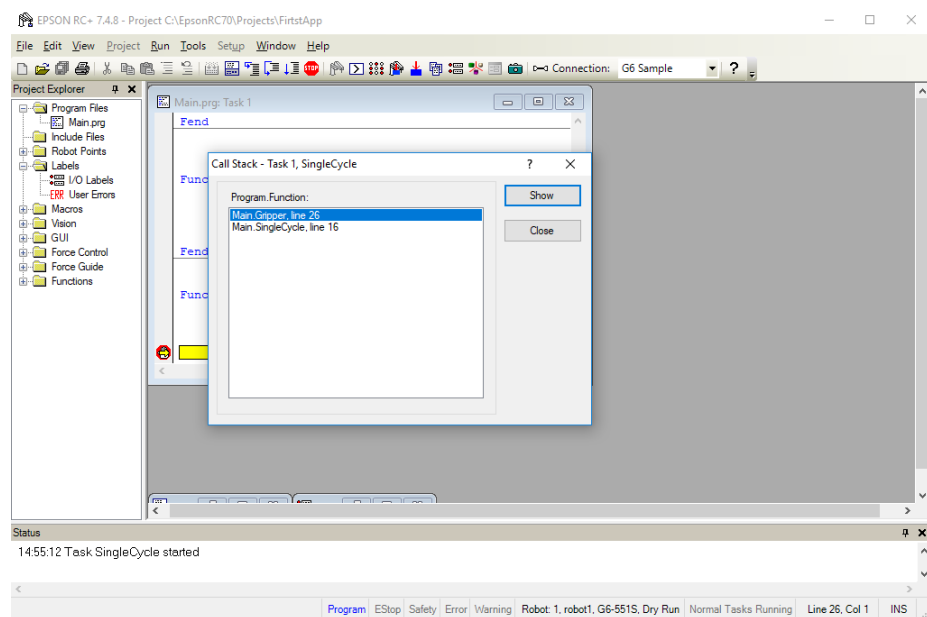 EPSON RC+ 7.4.8 - Project C:\EpsonRC70\Projects\FirtstApp
File Edit View Project Run Tools Setup Window Help
STOP
Connection: G6 Sample
?
Project Explorer
Program Files
Main.prg
Include Files
Robot Points
Labels
I/O Labels
ERR User Errors
Macros
Vision
GUI
Force Control
Force Guide
Functions
Main.prg: Task 1
Fend
Func
Fend
Func
Call Stack - Task 1, SingleCycle
?
Program.Function:
Main.Gripper, line 26
Main.SingleCycle, line 16
Show
Close
Status
14:55:12 Task SingleCycle started
Program EStop Safety Error Warning Robot: 1, robot1, G6-551S, Dry Run Normal Tasks Running Line 26, Col 1 INS